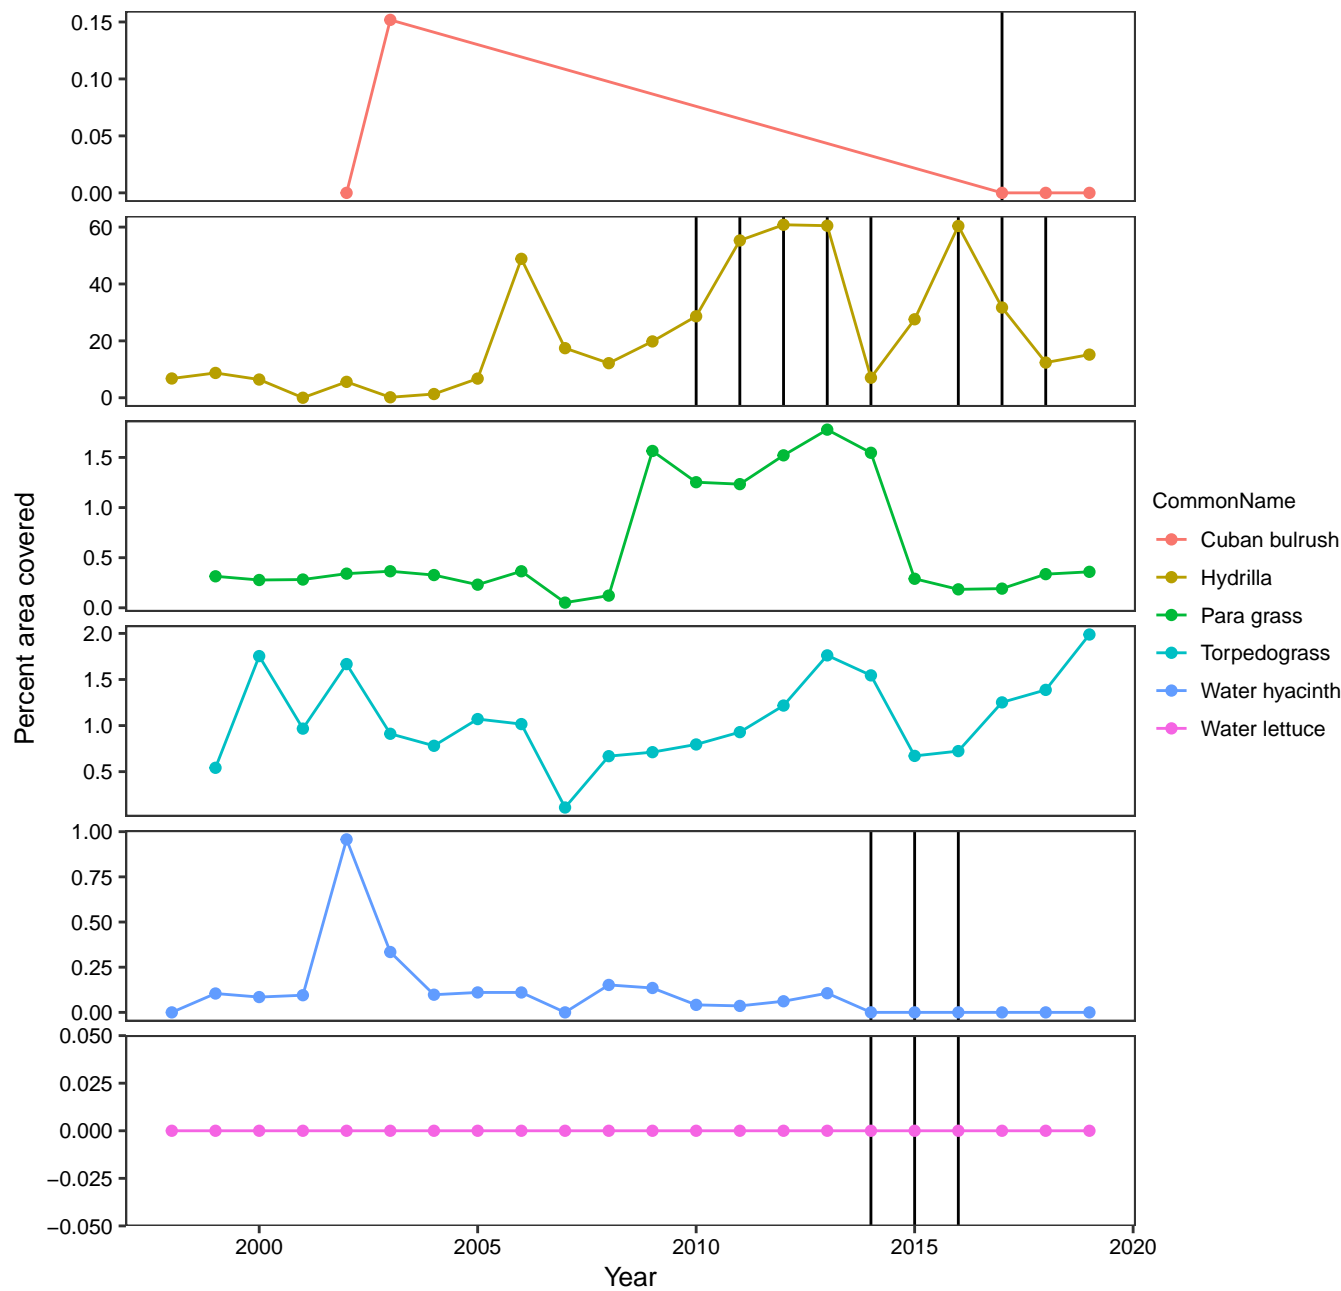 0.15
0.10
0.05
0.00
60
40
20
0
1.5
1.0
0.5
0.0
2.0
1.5
1.0
0.5
1.00
0.75
0.50
0.25
0.00
0.050
0.025
0.000
−0.025
−0.050
2000 2005 2010 2015 2020
Year
Percent area covered
CommonName
Cuban bulrush
Hydrilla
Para grass
Torpedograss
Water hyacinth
Water lettuce